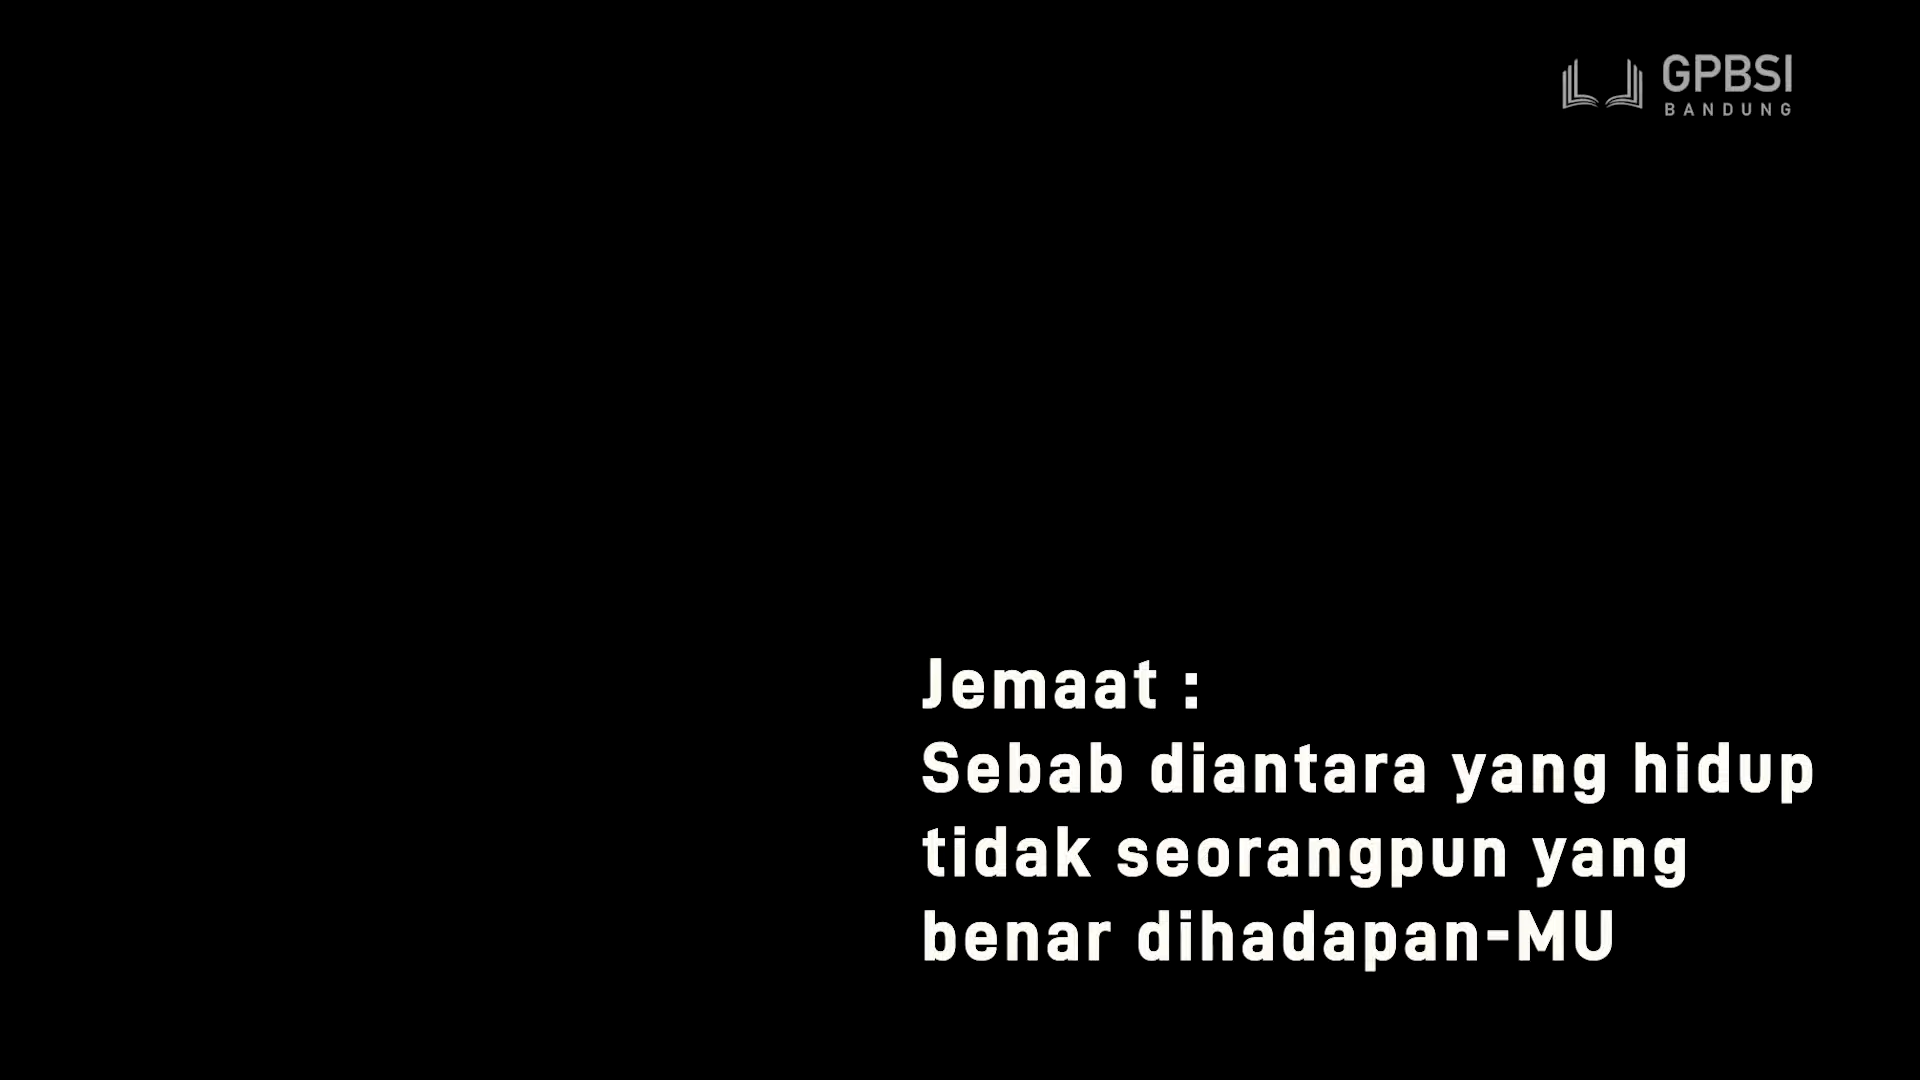 GPBSI
BANDUNG
Jemaat :
Sebab diantara yang hidup
tidak seorangpun yang
benar dihadapan-MU